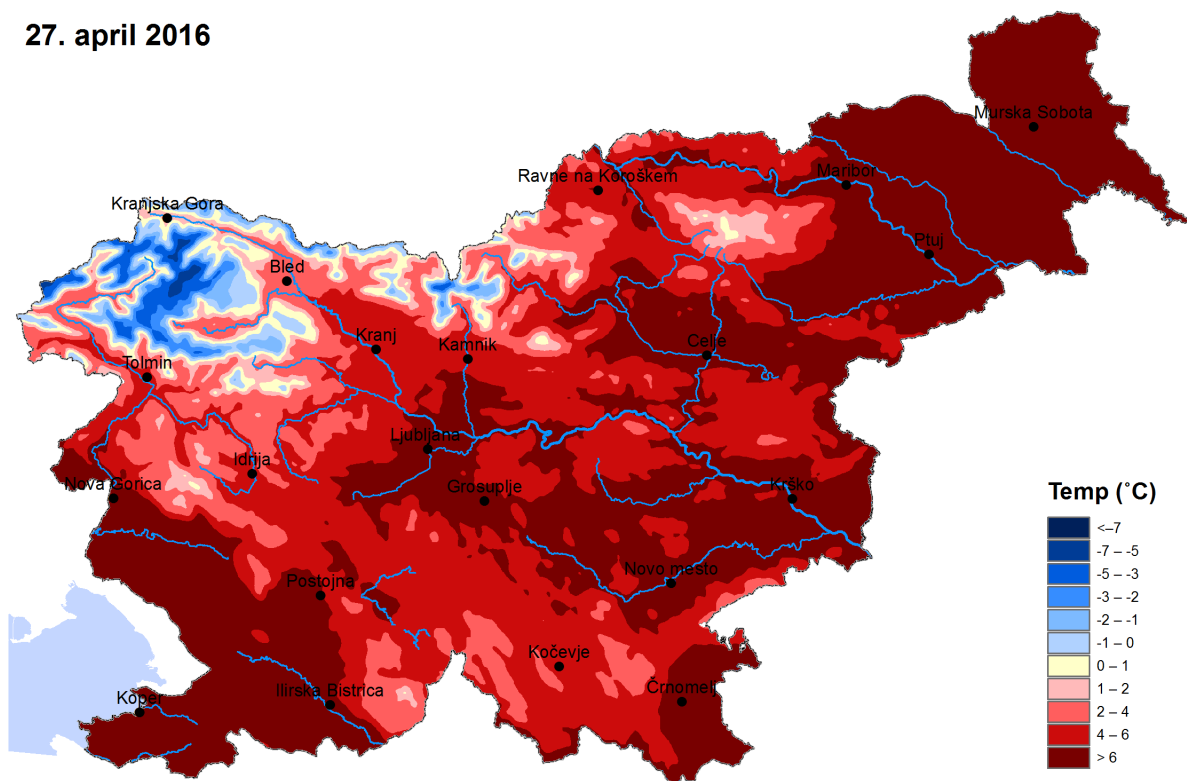 27. april 2016
Murska Sobota
Ravne na Koroškem
Maribor
Kranjska Gora
Ptuj
Bled
Kranj
Kamnik
Celje
Tolmin
Ljubljana
Idrija
Nova Gorica
Grosuplje
Krško
Postojna
Novo mesto
Kočevje
Ilirska Bistrica
Črnomelj
Koper
Temp (˚C)
<–7
-7 – -5
-5 – -3
-3 – -2
-2 – -1
-1 – 0
0 – 1
1 – 2
2 – 4
4 – 6
> 6